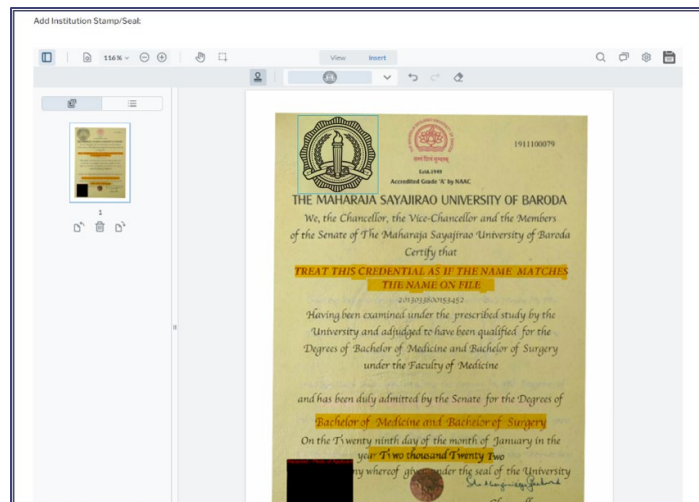 Add Institution Stamp/Seal:
116%
View Insert
1
1911100079
Estd.1949
Accredited Grade 'A' by NAAC
THE MAHARAJA SAYAJIRAO UNIVERSITY OF BARODA
We, the Chancellor, the Vice-Chancellor and the Members
of the Senate of The Maharaja Sayajirao University of Baroda
Certify that
TREAT THIS CREDENTIAL AS IF THE NAME MATCHES
THE NAME ON FILE
Having been examined under the prescribed study by the
University and adjudged to have been qualified for the
Degrees of Bachelor of Medicine and Bachelor of Surgery
under the Faculty of Medicine
and has been duly admitted by the Senate for the Degrees of
Bachelor of Medicine and Bachelor of Surgery
On the Twenty ninth day of the month of January in the
year Two thousand Twenty Two
ny whereof given under the seal of the University